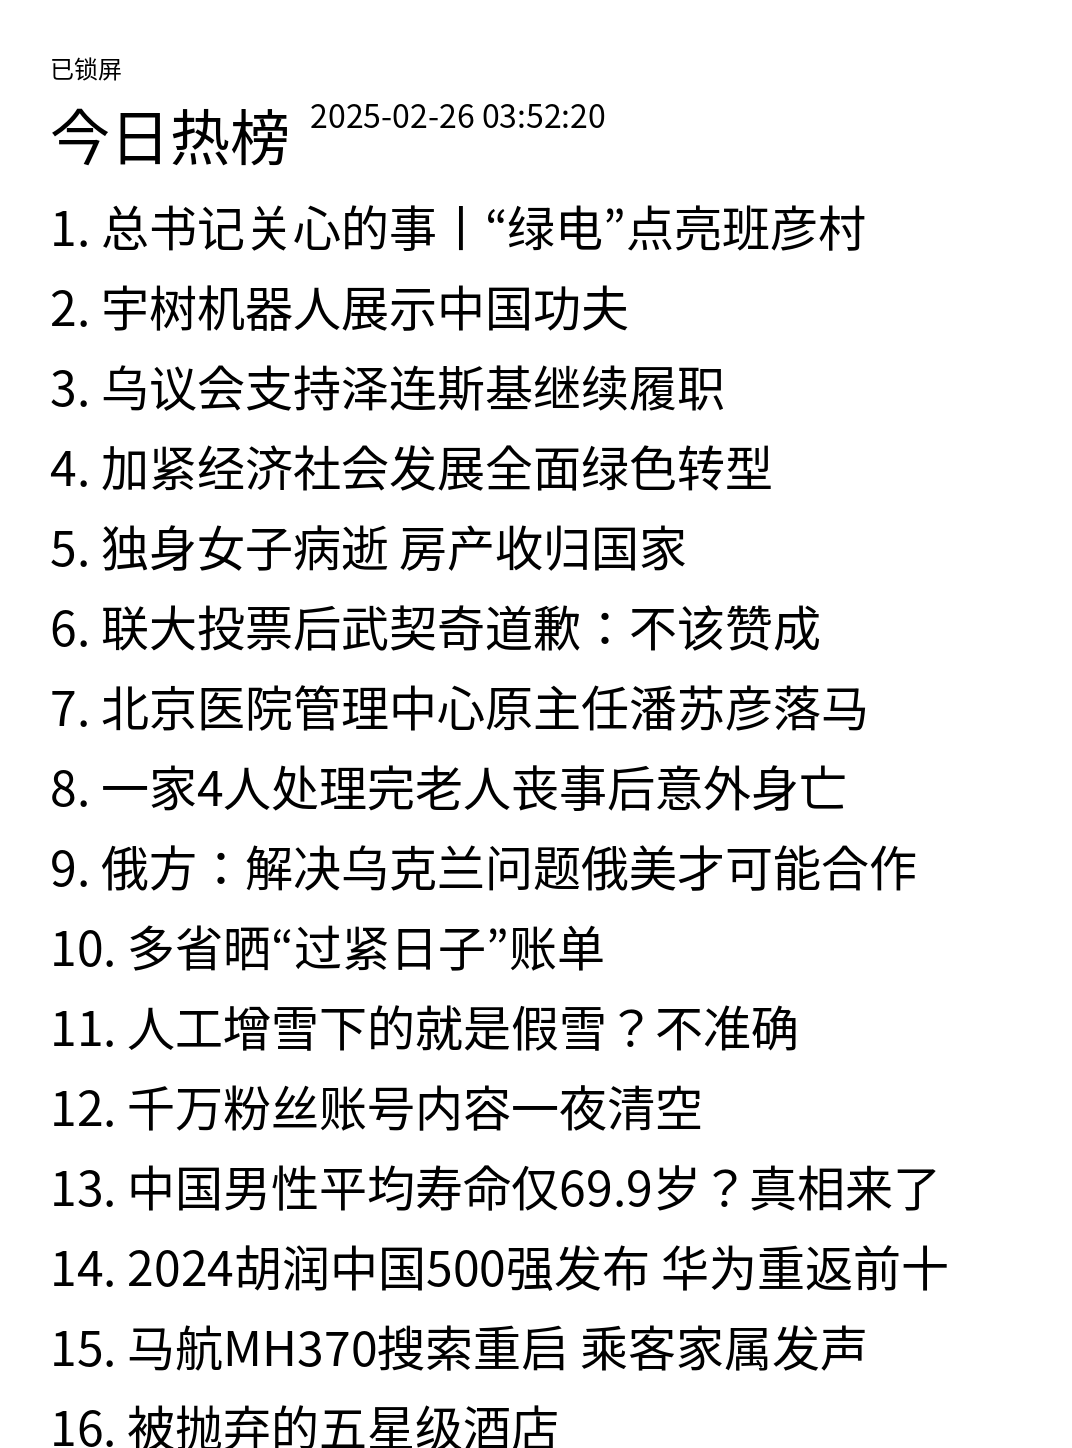 已锁屏
今日热榜 2025-02-26 03:52:20
1. 总书记关心的事丨“绿电”点亮班彦村
2. 宇树机器人展示中国功夫
3. 乌议会支持泽连斯基继续履职
4. 加紧经济社会发展全面绿色转型
5. 独身女子病逝 房产收归国家
6. 联大投票后武契奇道歉：不该赞成
7. 北京医院管理中心原主任潘苏彦落马
8. 一家4人处理完老人丧事后意外身亡
9. 俄方：解决乌克兰问题俄美才可能合作
10. 多省晒“过紧日子”账单
11. 人工增雪下的就是假雪？不准确
12. 千万粉丝账号内容一夜清空
13. 中国男性平均寿命仅69.9岁？真相来了
14. 2024胡润中国500强发布 华为重返前十
15. 马航MH370搜索重启 乘客家属发声
16. 被抛弃的五星级酒店